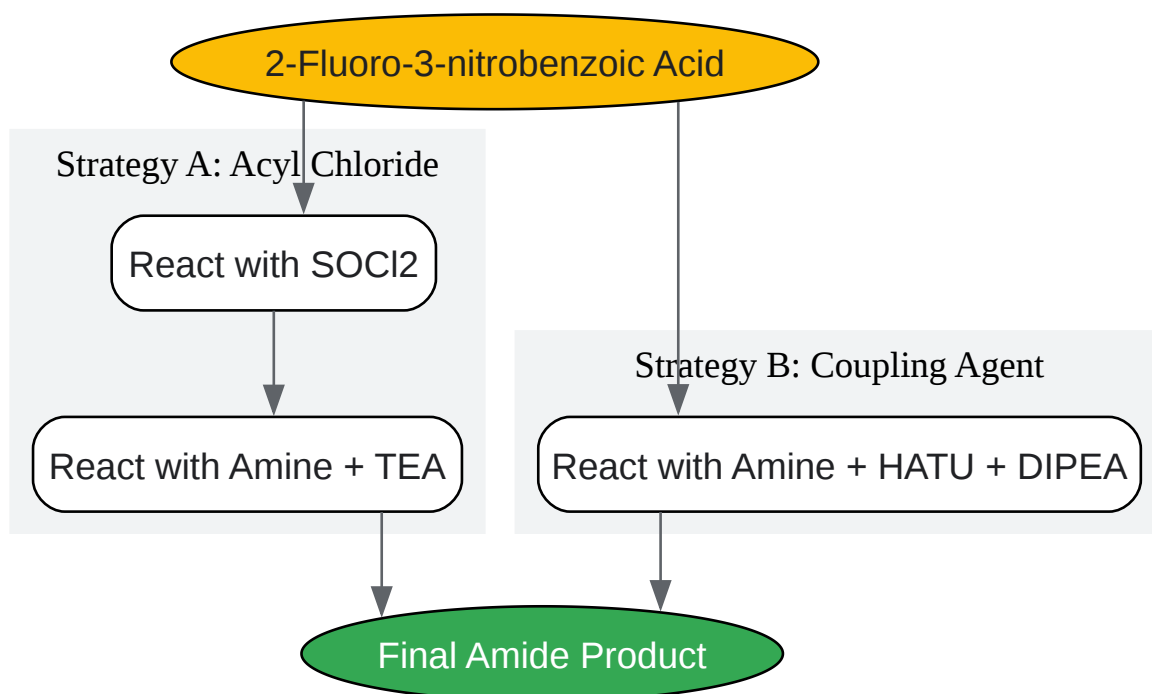 2-Fluoro-3-nitrobenzoic Acid
Strategy A: Acyl Chloride
React with SOCl2
React with Amine + TEA
Strategy B: Coupling Agent
React with Amine + HATU + DIPEA
Final Amide Product